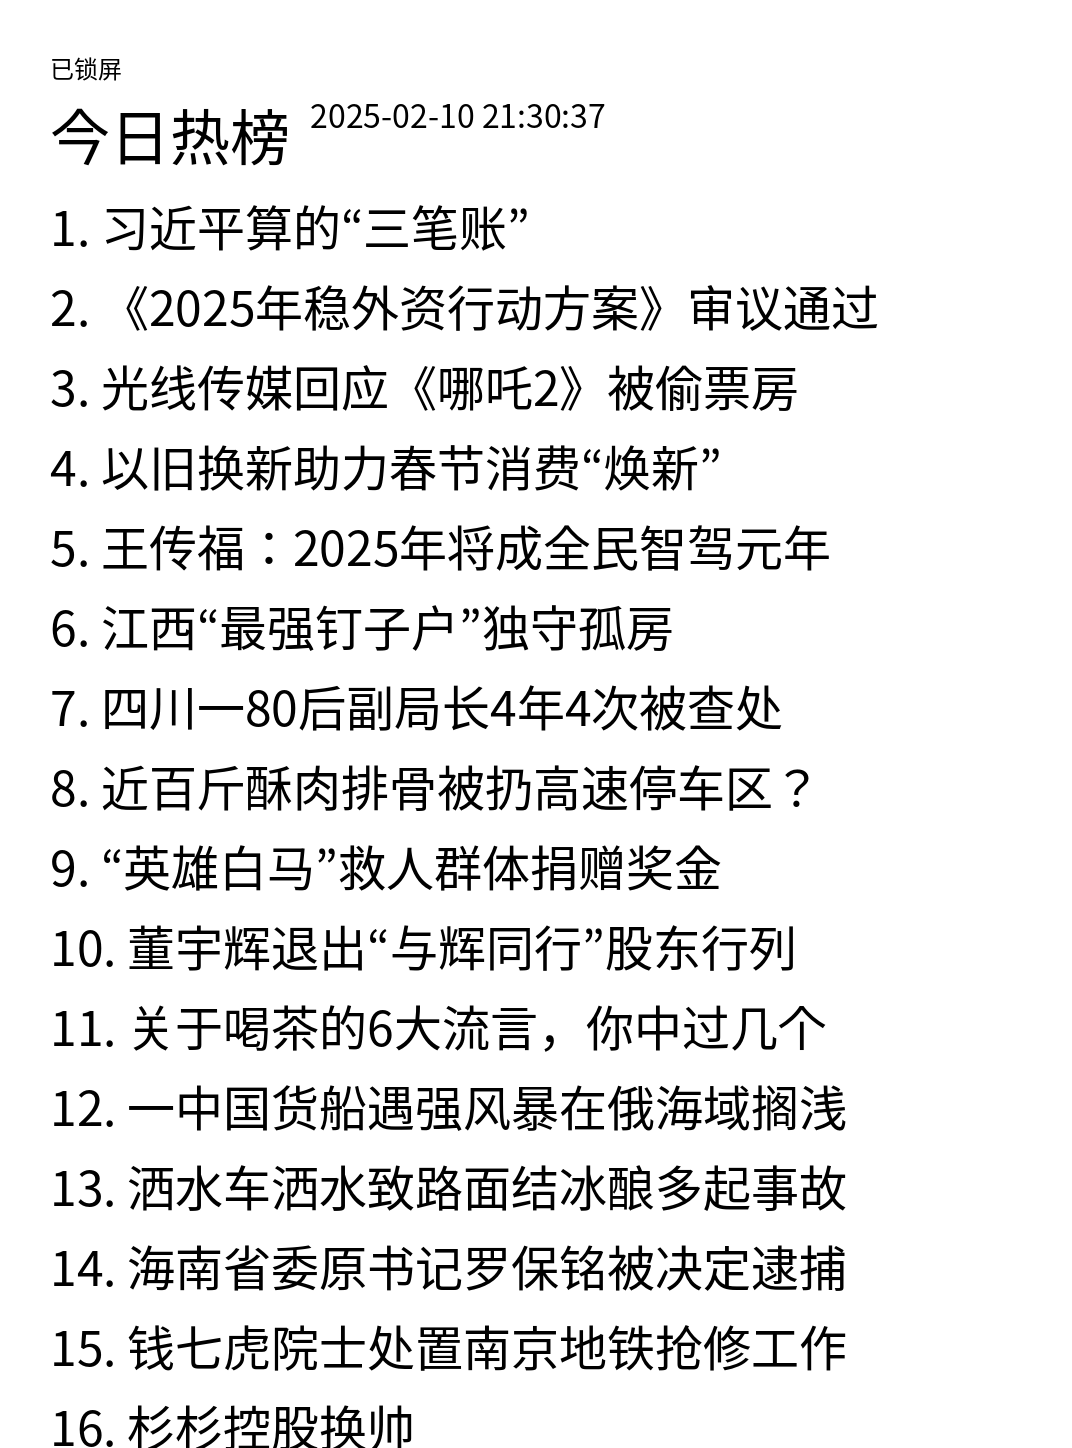 已锁屏
今日热榜 2025-02-10 21:30:37
1. 习近平算的“三笔账”
2. 《2025年稳外资行动方案》审议通过
3. 光线传媒回应《哪吒2》被偷票房
4. 以旧换新助力春节消费“焕新”
5. 王传福：2025年将成全民智驾元年
6. 江西“最强钉子户”独守孤房
7. 四川一80后副局长4年4次被查处
8. 近百斤酥肉排骨被扔高速停车区？
9. “英雄白马”救人群体捐赠奖金
10. 董宇辉退出“与辉同行”股东行列
11. 关于喝茶的6大流言，你中过几个
12. 一中国货船遇强风暴在俄海域搁浅
13. 洒水车洒水致路面结冰酿多起事故
14. 海南省委原书记罗保铭被决定逮捕
15. 钱七虎院士处置南京地铁抢修工作
16. 杉杉控股换帅